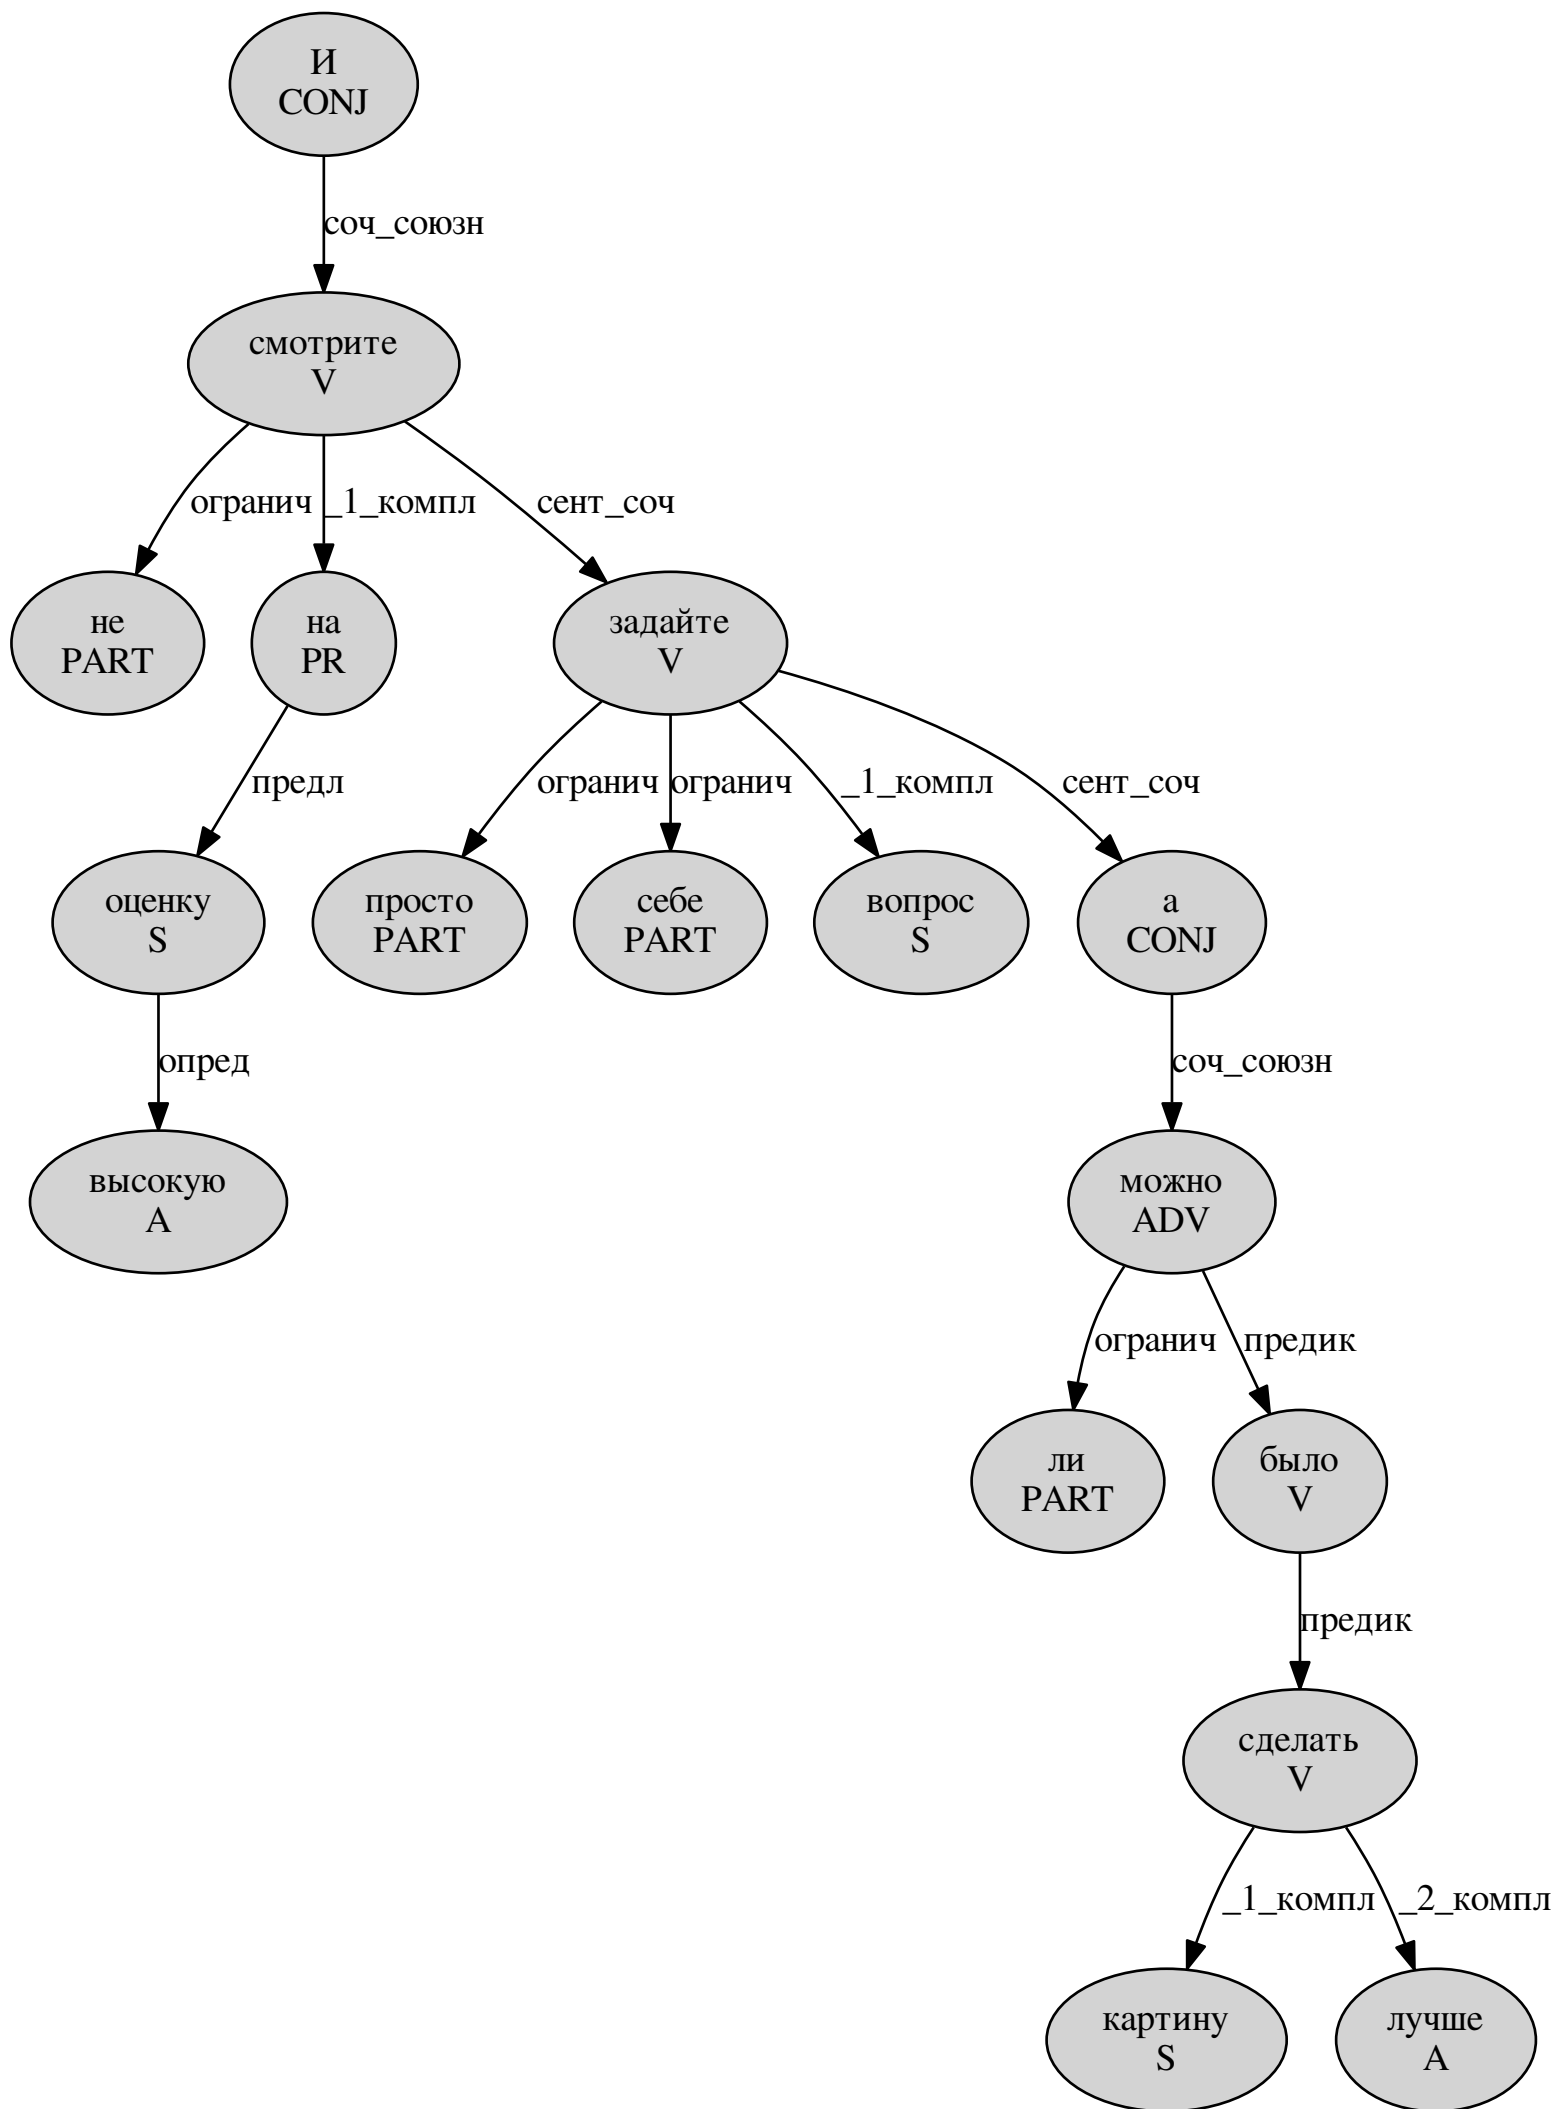 И
CONJ
соч_союзн
смотрите
V
огранич
_1_компл
сент_соч
не
PART
на
PR
задайте
V
предл
огранич
огранич
_1_компл
сент_соч
оценку
S
просто
PART
себе
PART
вопрос
S
а
CONJ
опред
соч_союзн
высокую
A
можно
ADV
огранич
предик
ли
PART
было
V
предик
сделать
V
_1_компл
_2_компл
картину
S
лучше
A